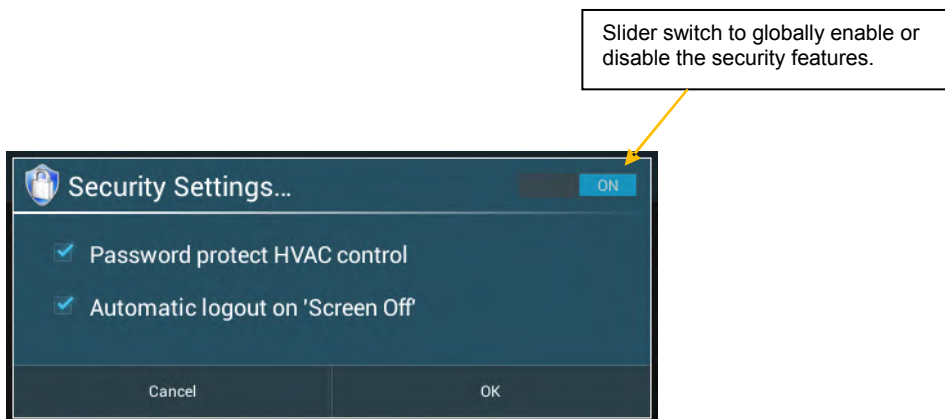 Slider switch to globally enable or
disable the security features.
Security Settings...
ON
Password protect HVAC control
Automatic logout on 'Screen Off'
Cancel
OK